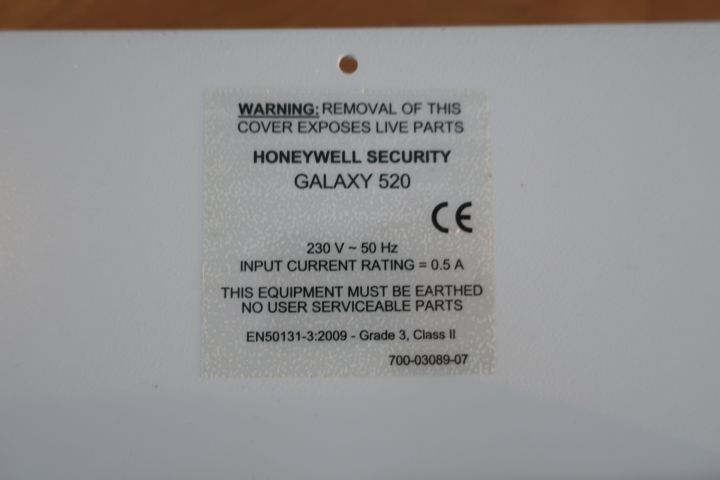 WARNING: REMOVAL OF THIS
COVER EXPOSES LIVE PARTS
HONEYWELL SECURITY
GALAXY 520
CE
230 V ~ 50 Hz
INPUT CURRENT RATING = 0.5 A
THIS EQUIPMENT MUST BE EARTHED
NO USER SERVICEABLE PARTS
EN50131-3:2009 - Grade 3, Class II
700-03089-07